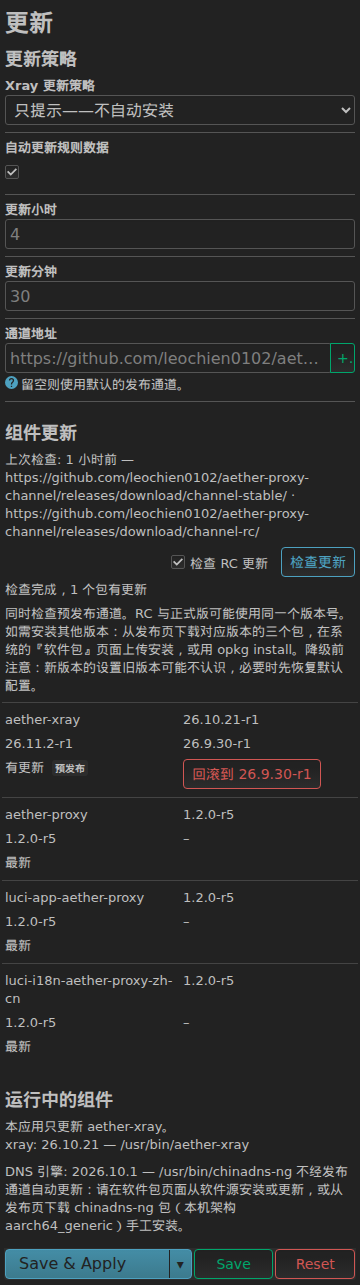 更新
更新策略
Xray 更新策略
只提示——不自动安装
自动更新规则数据
更新小时
4
更新分钟
30
通道地址
https://github.com/leochien0102/aet...
+
留空则使用默认的发布通道。
组件更新
上次检查: 1 小时前 —
https://github.com/leochien0102/aether-proxy-
channel/releases/download/channel-stable/ ·
https://github.com/leochien0102/aether-proxy-
channel/releases/download/channel-rc/
检查 RC 更新
检查更新
检查完成，1 个包有更新
同时检查预发布通道。RC 与正式版可能使用同一个版本号。
如需安装其他版本：从发布页下载对应版本的三个包，在系
统的『软件包』页面上传安装，或用 opkg install。降级前
注意：新版本的设置旧版本可能不认识，必要时先恢复默认
配置。
aether-xray 26.10.21-r1
26.11.2-r1 26.9.30-r1
有更新 预发布 回滚到 26.9.30-r1
aether-proxy 1.2.0-r5
1.2.0-r5 –
最新
luci-app-aether-proxy 1.2.0-r5
1.2.0-r5 –
最新
luci-i18n-aether-proxy-zh- 1.2.0-r5
cn
1.2.0-r5 –
最新
运行中的组件
本应用只更新 aether-xray。
xray: 26.10.21 — /usr/bin/aether-xray
DNS 引擎: 2026.10.1 — /usr/bin/chinadns-ng 不经发布
通道自动更新：请在软件包页面从软件源安装或更新，或从
发布页下载 chinadns-ng 包（本机架构
aarch64_generic）手工安装。
Save & Apply ▾ Save Reset